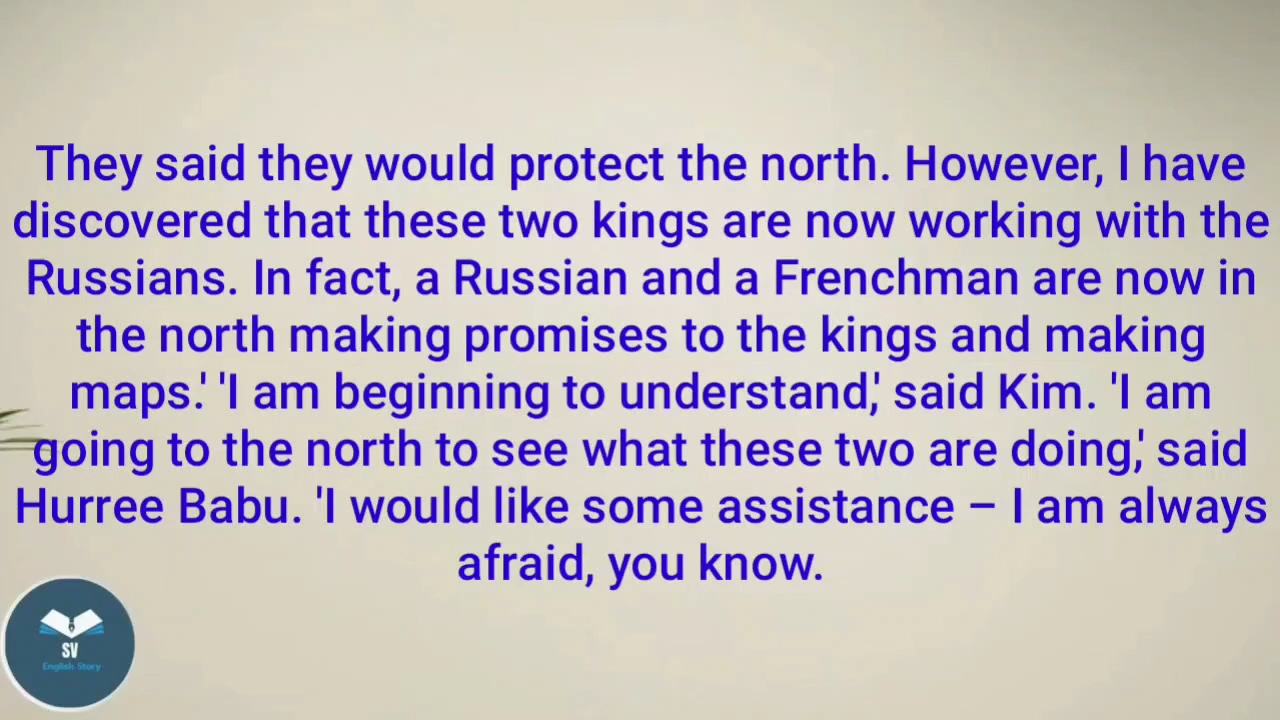 They said they would protect the north. However, I have
discovered that these two kings are now working with the
Russians. In fact, a Russian and a Frenchman are now in
the north making promises to the kings and making
maps.' 'I am beginning to understand,' said Kim. 'I am
going to the north to see what these two are doing,' said
Hurree Babu. 'I would like some assistance – I am always
afraid, you know.
SV
English Story